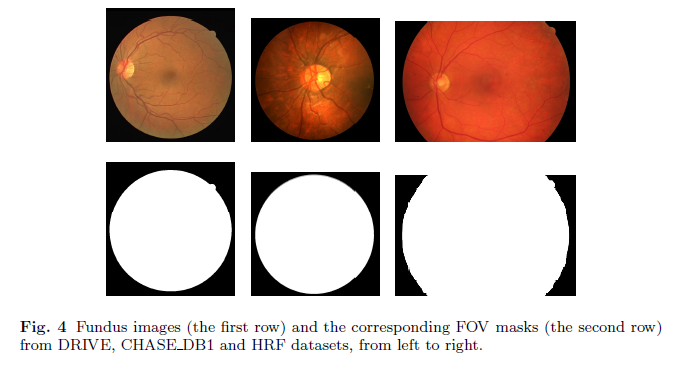 Fig. 4 Fundus images (the first row) and the corresponding FOV masks (the second row)
from DRIVE, CHASE_DB1 and HRF datasets, from left to right.